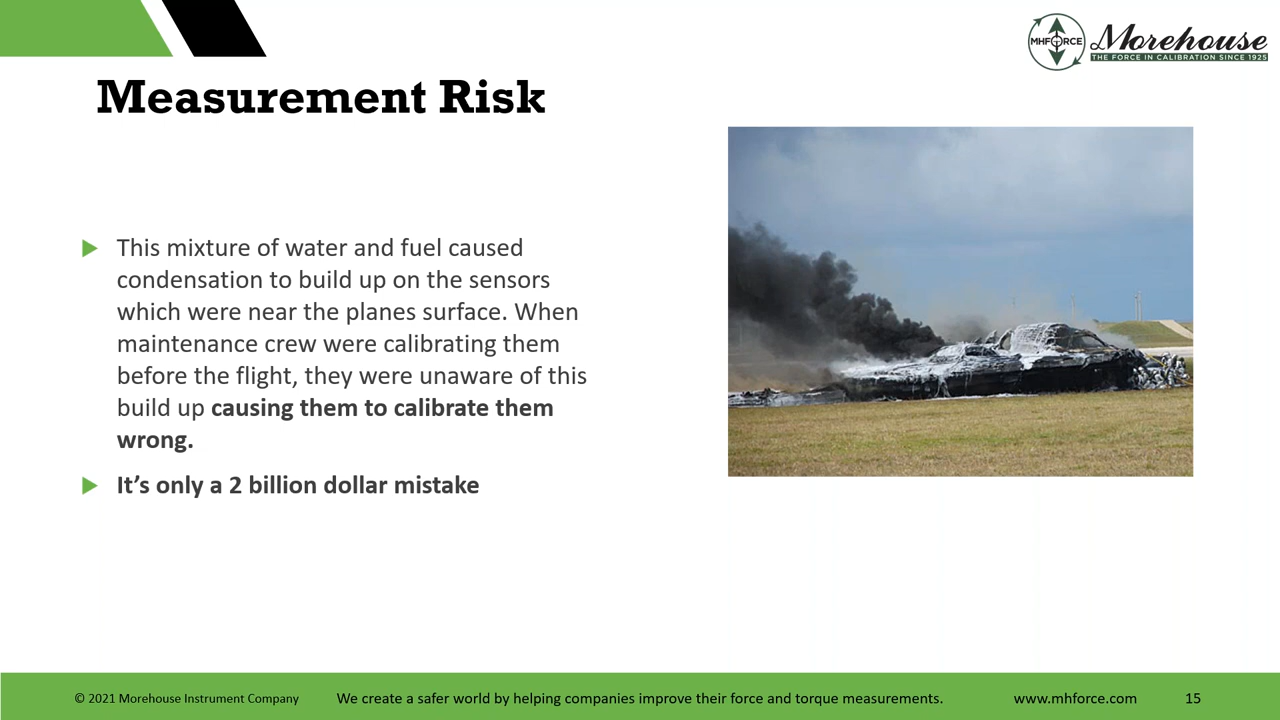 MHFORCE
Morehouse
THE FORCE IN CALIBRATION SINCE 1925
Measurement Risk
This mixture of water and fuel caused
condensation to build up on the sensors
which were near the planes surface. When
maintenance crew were calibrating them
before the flight, they were unaware of this
build up causing them to calibrate them
wrong.
It's only a 2 billion dollar mistake
© 2021 Morehouse Instrument Company
We create a safer world by helping companies improve their force and torque measurements.
www.mhforce.com
15